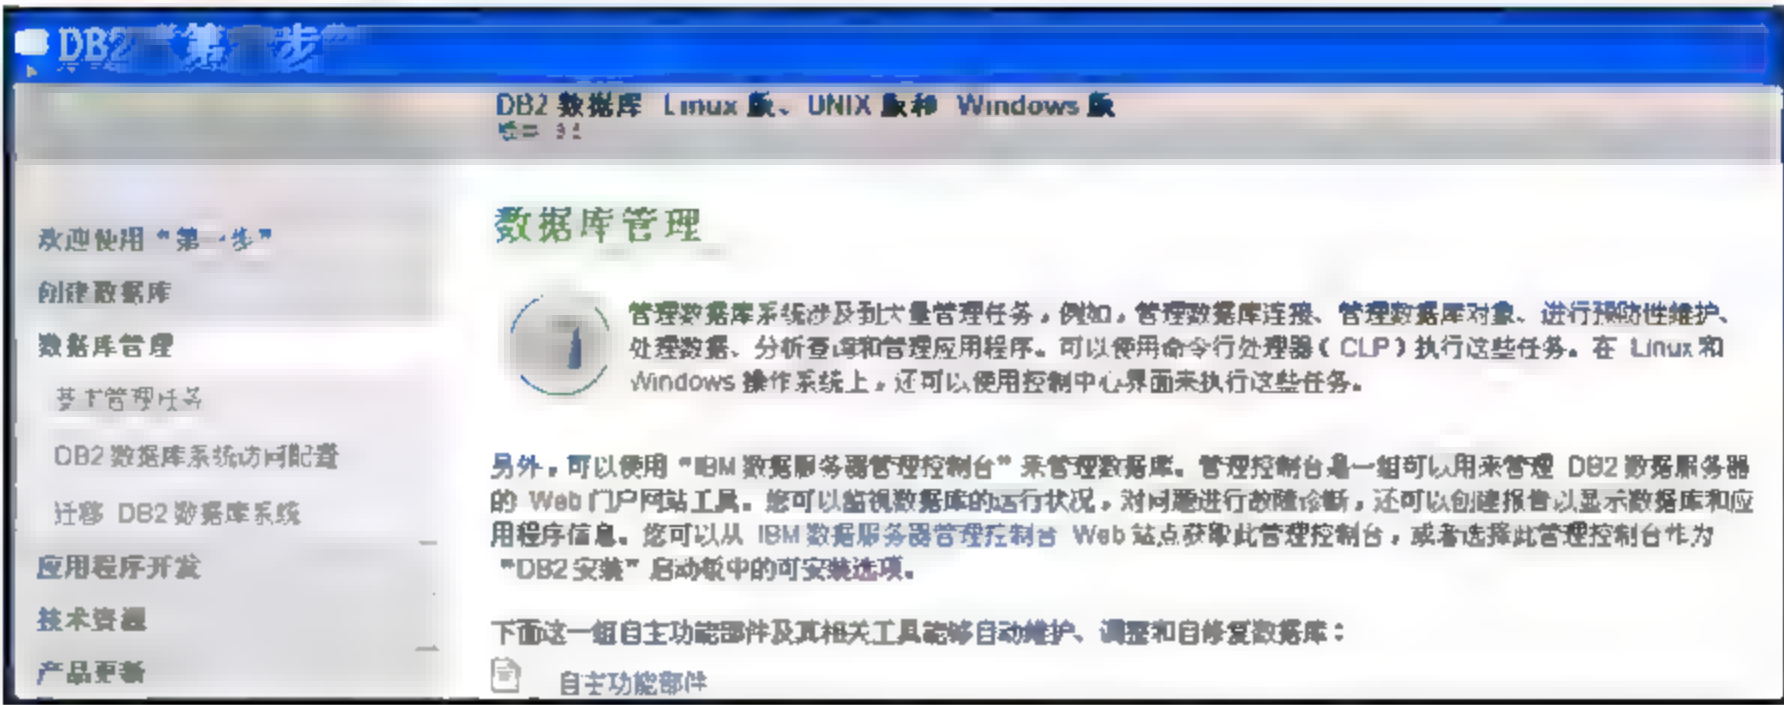 DB2 “第一步”
DB2 数据库 Linux 版、UNIX 版和 Windows 版
欢迎使用“第一步”
创建数据库
数据库管理
基本管理任务
DB2 数据库系统访问配置
迁移 DB2 数据库系统
应用程序开发
技术资源
产品更新
数据库管理
管理数据库系统涉及到大量管理任务，例如，管理数据库连接、管理数据库对象、进行预防性维护、
处理数据、分析查询和管理应用程序。可以使用命令行处理器（CLP）执行这些任务。在 Linux 和
Windows 操作系统上，还可以使用控制中心界面来执行这些任务。
另外，可以使用“IBM 数据服务器管理控制台”来管理数据库。管理控制台是一组可以用来管理 DB2 数据服务器
的 Web 门户网站工具。您可以监视数据库的运行状况，对问题进行故障诊断，还可以创建报告以显示数据库和应
用程序信息。您可以从 IBM 数据服务器管理控制台 Web 站点获取此管理控制台，或者选择此管理控制台作为
“DB2 安装”启动板中的可安装选项。
下面这一组自主功能部件及其相关工具能够自动维护、调整和自修复数据库：
自主功能部件